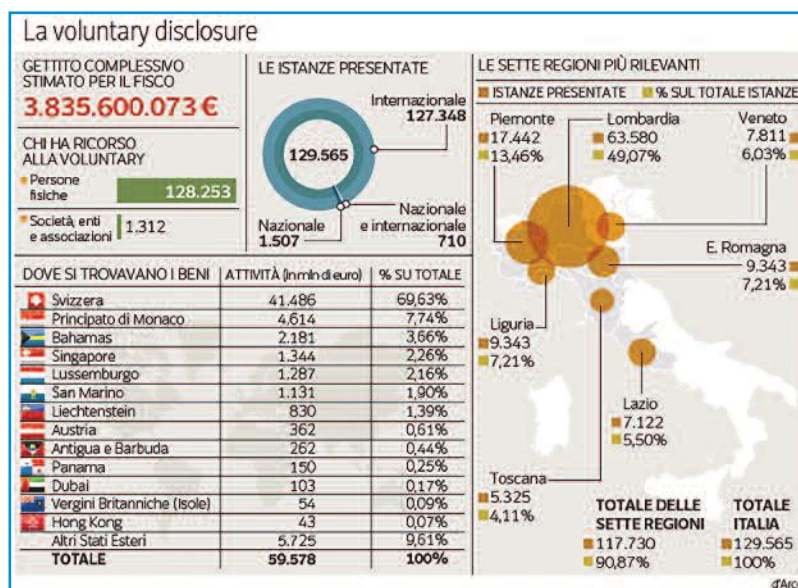 La voluntary disclosure
GETTITO COMPLESSIVO
STIMATO PER IL FISCO
3.835.600.073 €
CHI HA RICORSO
ALLA VOLUNTARY
Persone
fisiche
128.253
Società, enti
e associazioni
1.312
LE ISTANZE PRESENTATE
Internazionale
127.348
129.565
Nazionale
1.507
Nazionale
e internazionale
710
DOVE SI TROVAVANO I BENI ATTIVITÀ (in mln di euro) % SU TOTALE
Svizzera 41.486 69,63%
Principato di Monaco 4.614 7,74%
Bahamas 2.181 3,66%
Singapore 1.344 2,26%
Lussemburgo 1.287 2,16%
San Marino 1.131 1,90%
Liechtenstein 830 1,39%
Austria 362 0,61%
Antigua e Barbuda 262 0,44%
Panama 150 0,25%
Dubai 103 0,17%
Vergini Britanniche (Isole) 54 0,09%
Hong Kong 43 0,07%
Altri Stati Esteri 5.725 9,61%
TOTALE 59.578 100%
LE SETTE REGIONI PIÙ RILEVANTI
ISTANZE PRESENTATE % SUL TOTALE ISTANZE
Piemonte
17.442
13,46%
Lombardia
63.580
49,07%
Veneto
7.811
6,03%
E. Romagna
9.343
7,21%
Liguria
9.343
7,21%
Lazio
7.122
5,50%
Toscana
5.325
4,11%
TOTALE DELLE
SETTE REGIONI
117.730
90,87%
TOTALE
ITALIA
129.565
100%
d'Arco